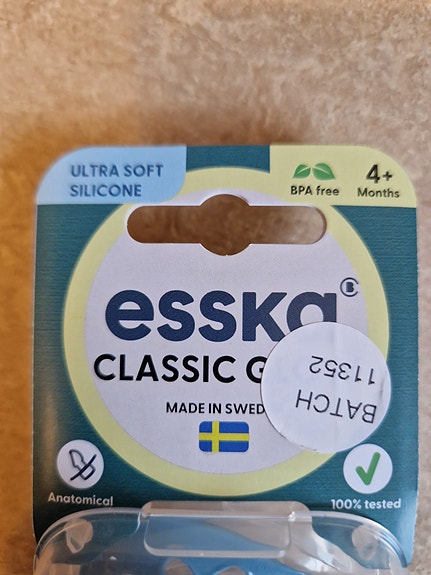 ULTRA SOFT
SILICONE
BPA free
4+
Months
esska
CLASSIC G
MADE IN SWED
BATCH
11352
Anatomical
100% tested